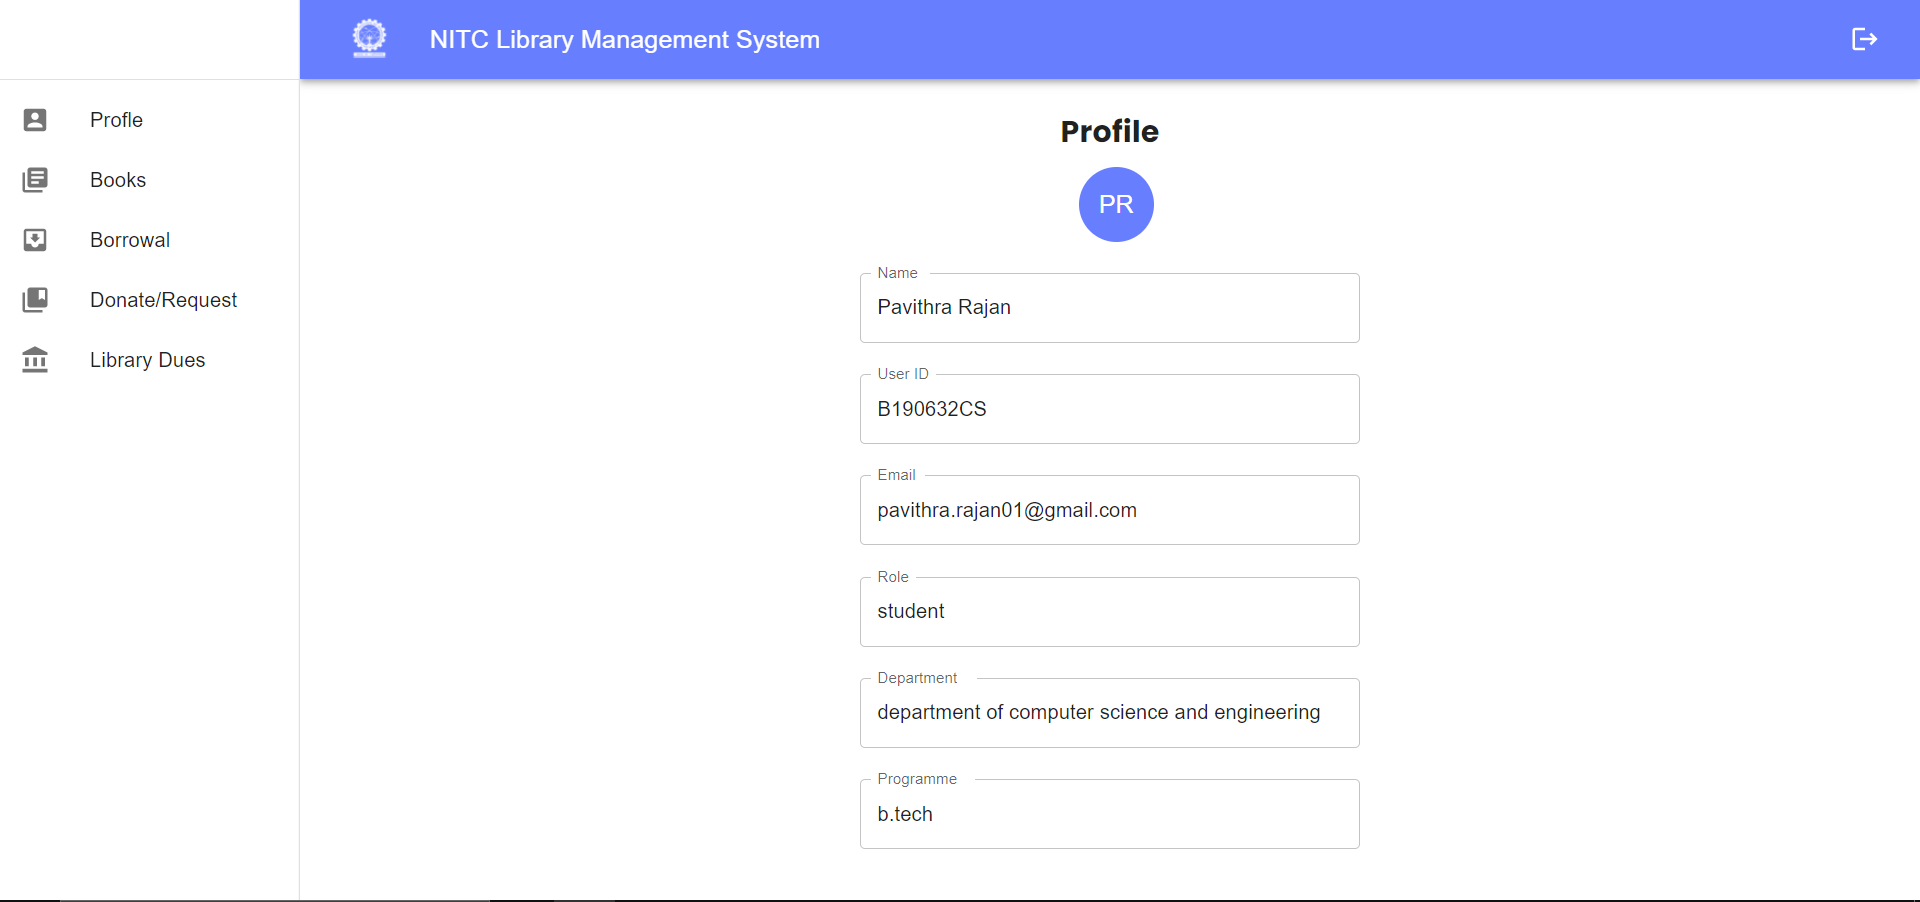 NITC Library Management System
Profle
Books
Borrowal
Donate/Request
Library Dues
Profile
PR
Name
Pavithra Rajan
User ID
B190632CS
Email
pavithra.rajan01@gmail.com
Role
student
Department
department of computer science and engineering
Programme
b.tech